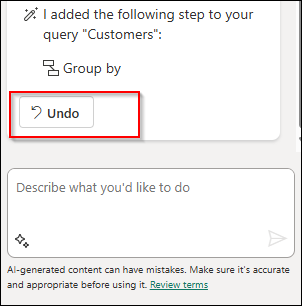 I added the following step to your
query "Customers":
Group by
Undo
Describe what you'd like to do
AI-generated content can have mistakes. Make sure it's accurate
and appropriate before using it. Review terms